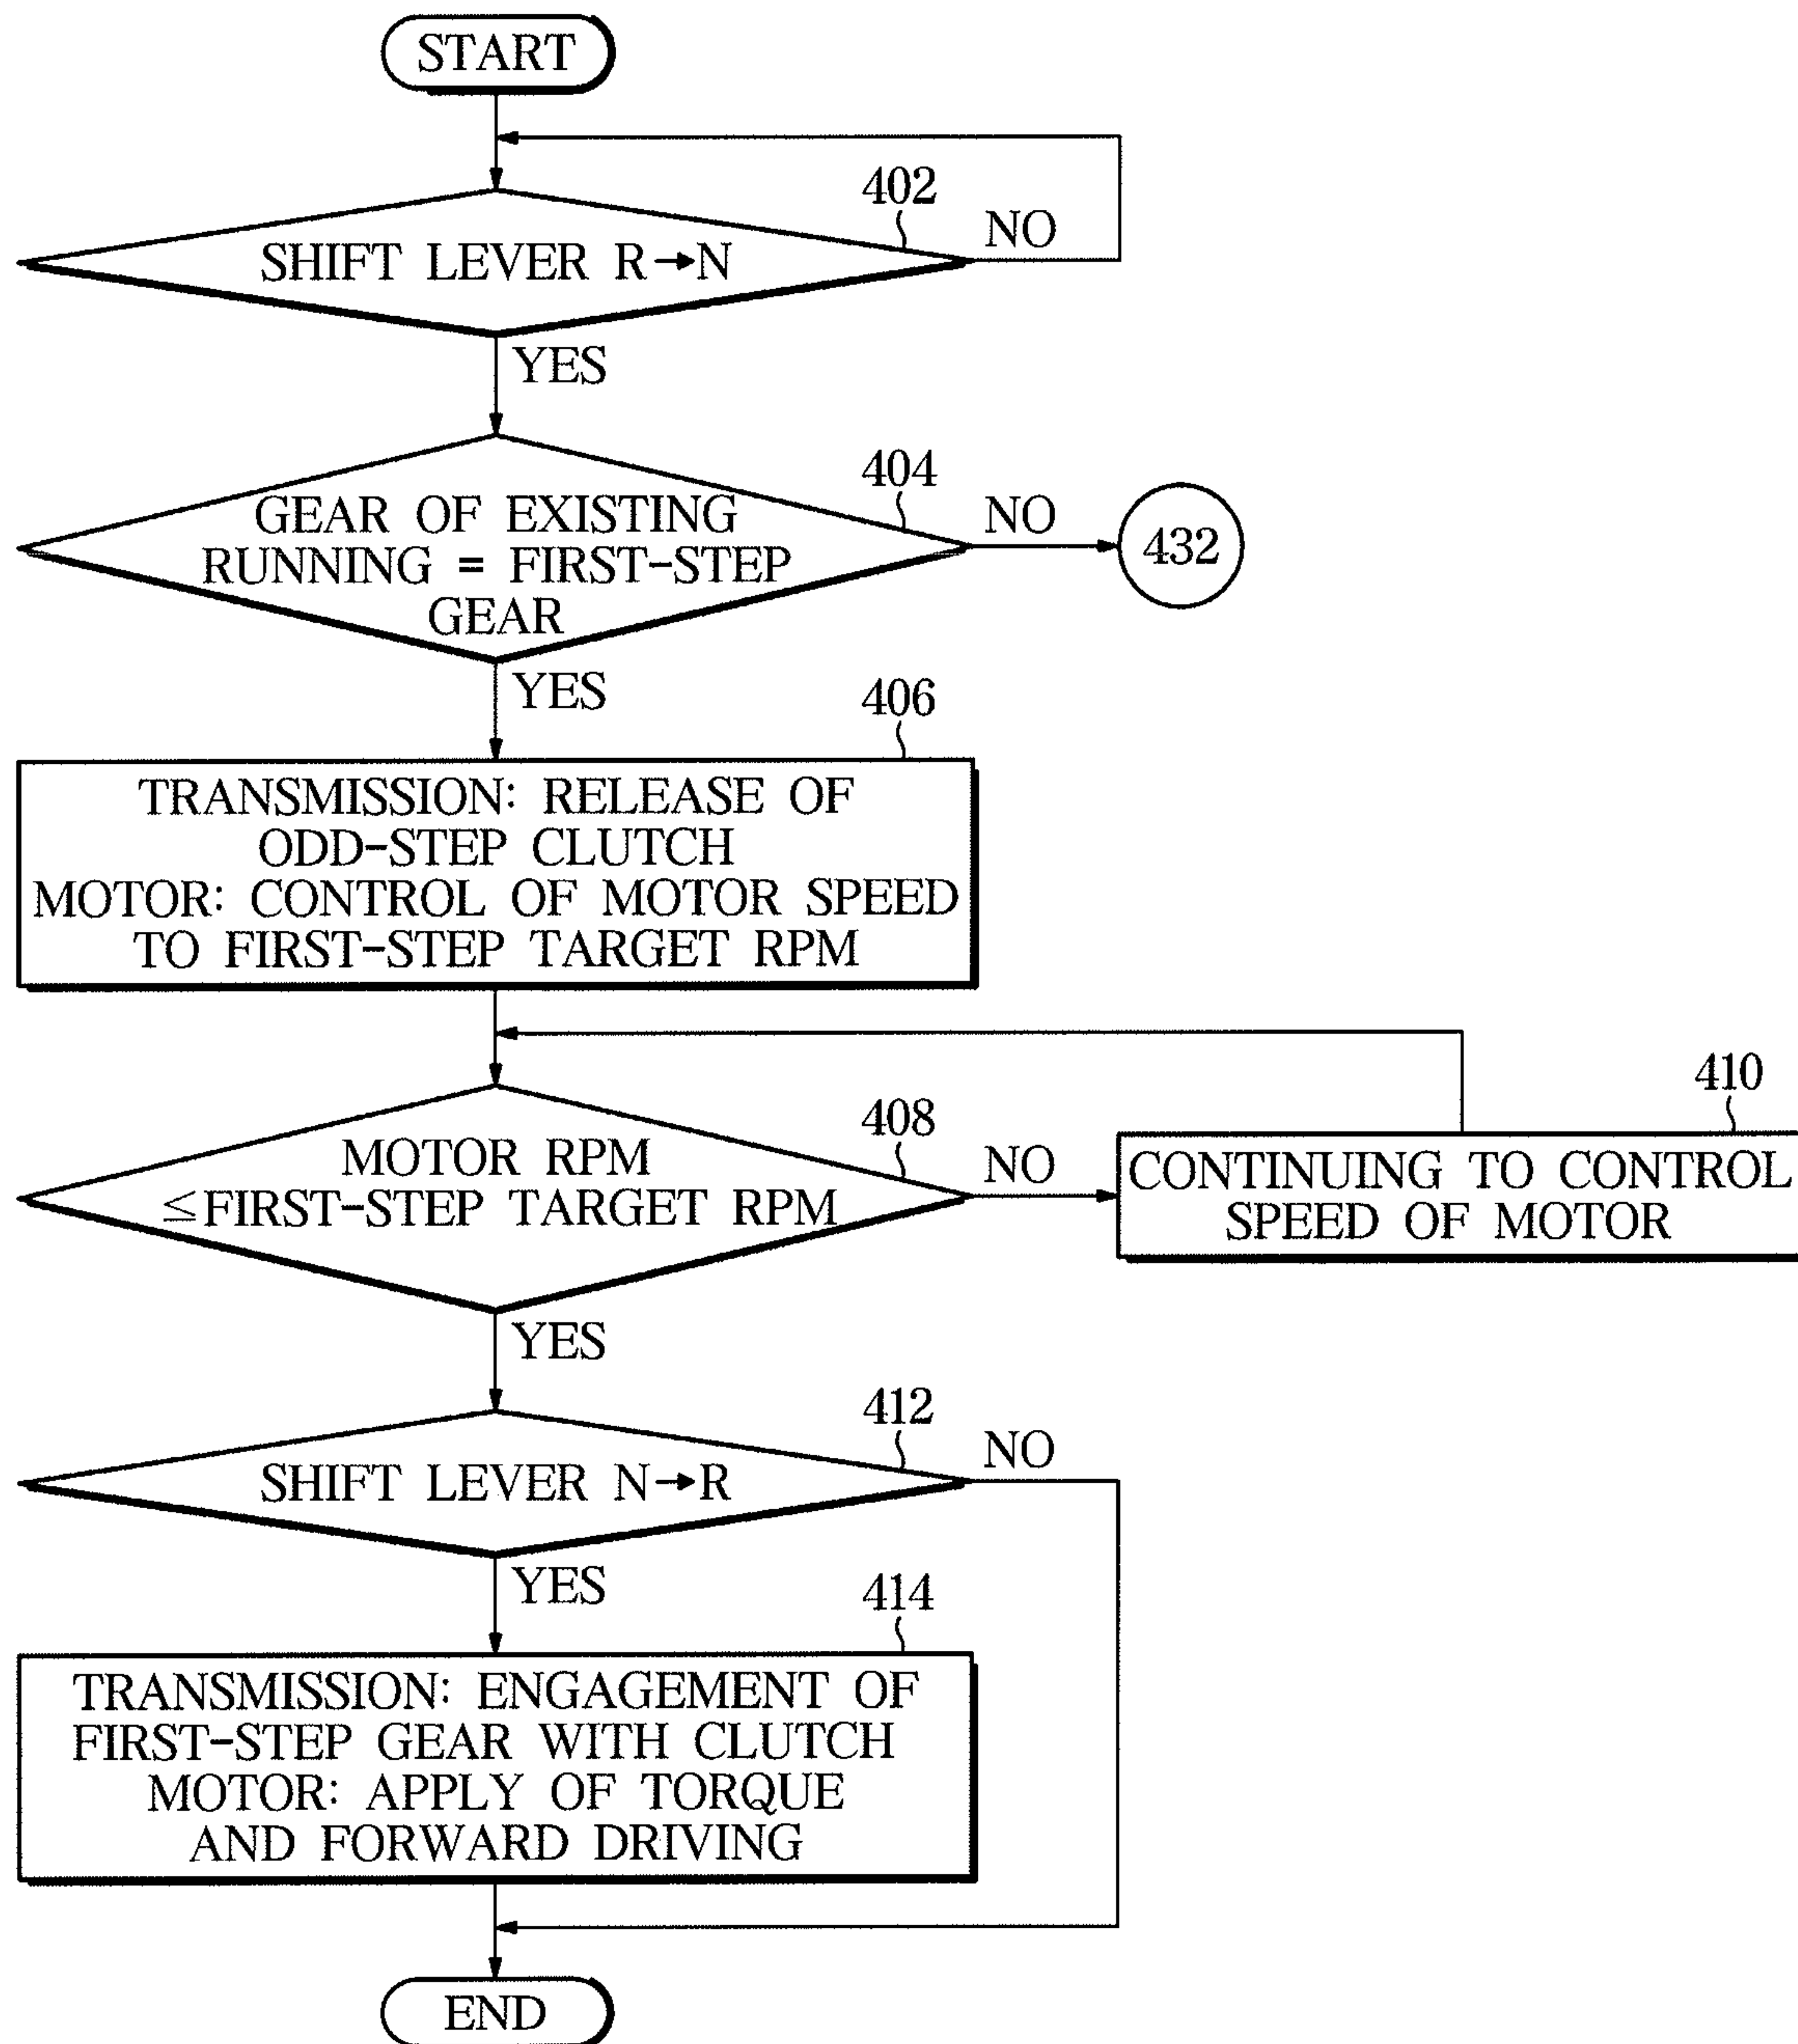 START
402
SHIFT LEVER R→N
NO
YES
404
GEAR OF EXISTING
RUNNING = FIRST-STEP
GEAR
NO
432
YES
406
TRANSMISSION: RELEASE OF
ODD-STEP CLUTCH
MOTOR: CONTROL OF MOTOR SPEED
TO FIRST-STEP TARGET RPM
408
MOTOR RPM
≤FIRST-STEP TARGET RPM
NO
410
CONTINUING TO CONTROL
SPEED OF MOTOR
YES
412
SHIFT LEVER N→R
NO
YES
414
TRANSMISSION: ENGAGEMENT OF
FIRST-STEP GEAR WITH CLUTCH
MOTOR: APPLY OF TORQUE
AND FORWARD DRIVING
END